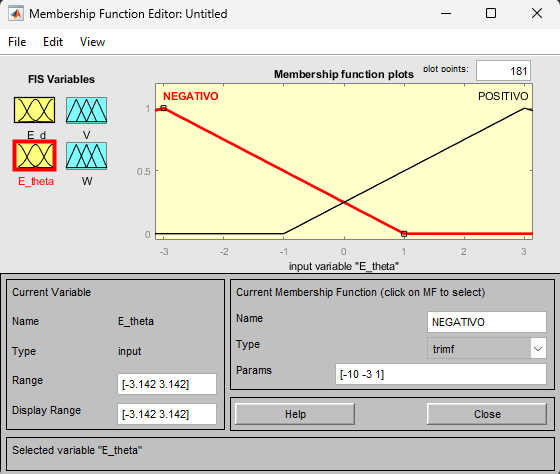 Membership Function Editor: Untitled
File Edit View
FIS Variables
E_d V
E_theta W
Membership function plots plot points: 181
NEGATIVO POSITIVO
1
0.5
0
-3 -2 -1 0 1 2 3
input variable "E_theta"
Current Variable
Name E_theta
Type input
Range [-3.142 3.142]
Display Range [-3.142 3.142]
Current Membership Function (click on MF to select)
Name NEGATIVO
Type trimf
Params [-10 -3 1]
Help Close
Selected variable "E_theta"